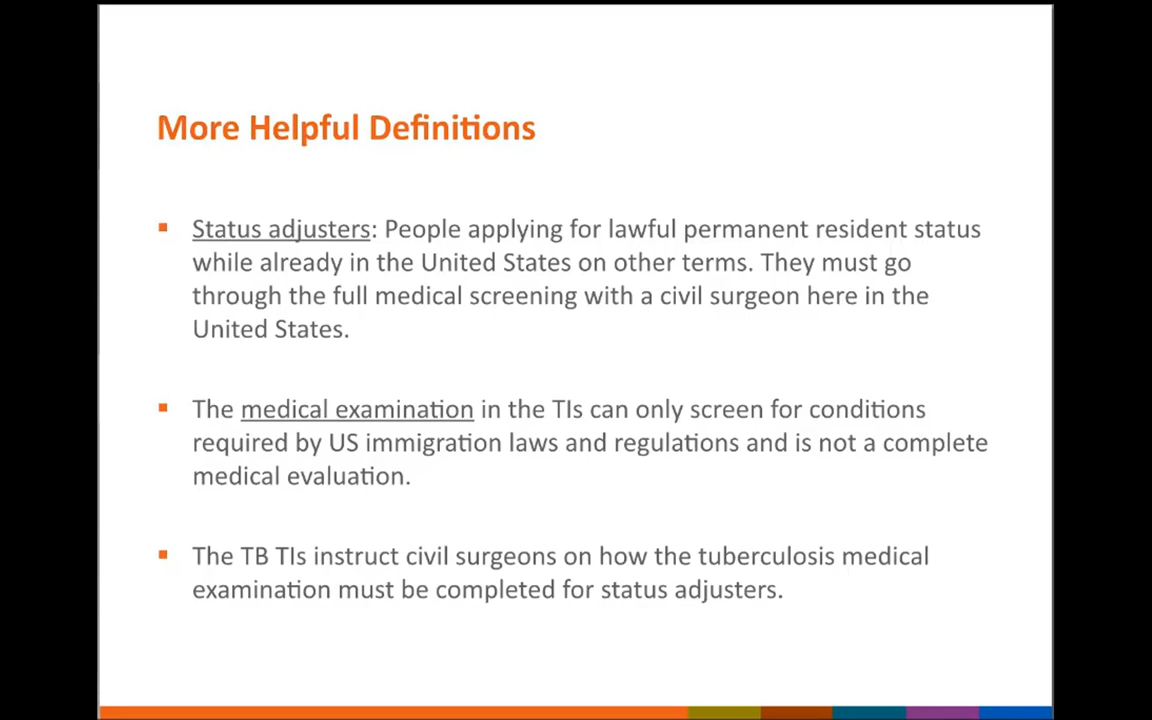 More Helpful Definitions
Status adjusters: People applying for lawful permanent resident status
while already in the United States on other terms. They must go
through the full medical screening with a civil surgeon here in the
United States.
The medical examination in the TIs can only screen for conditions
required by US immigration laws and regulations and is not a complete
medical evaluation.
The TB TIs instruct civil surgeons on how the tuberculosis medical
examination must be completed for status adjusters.